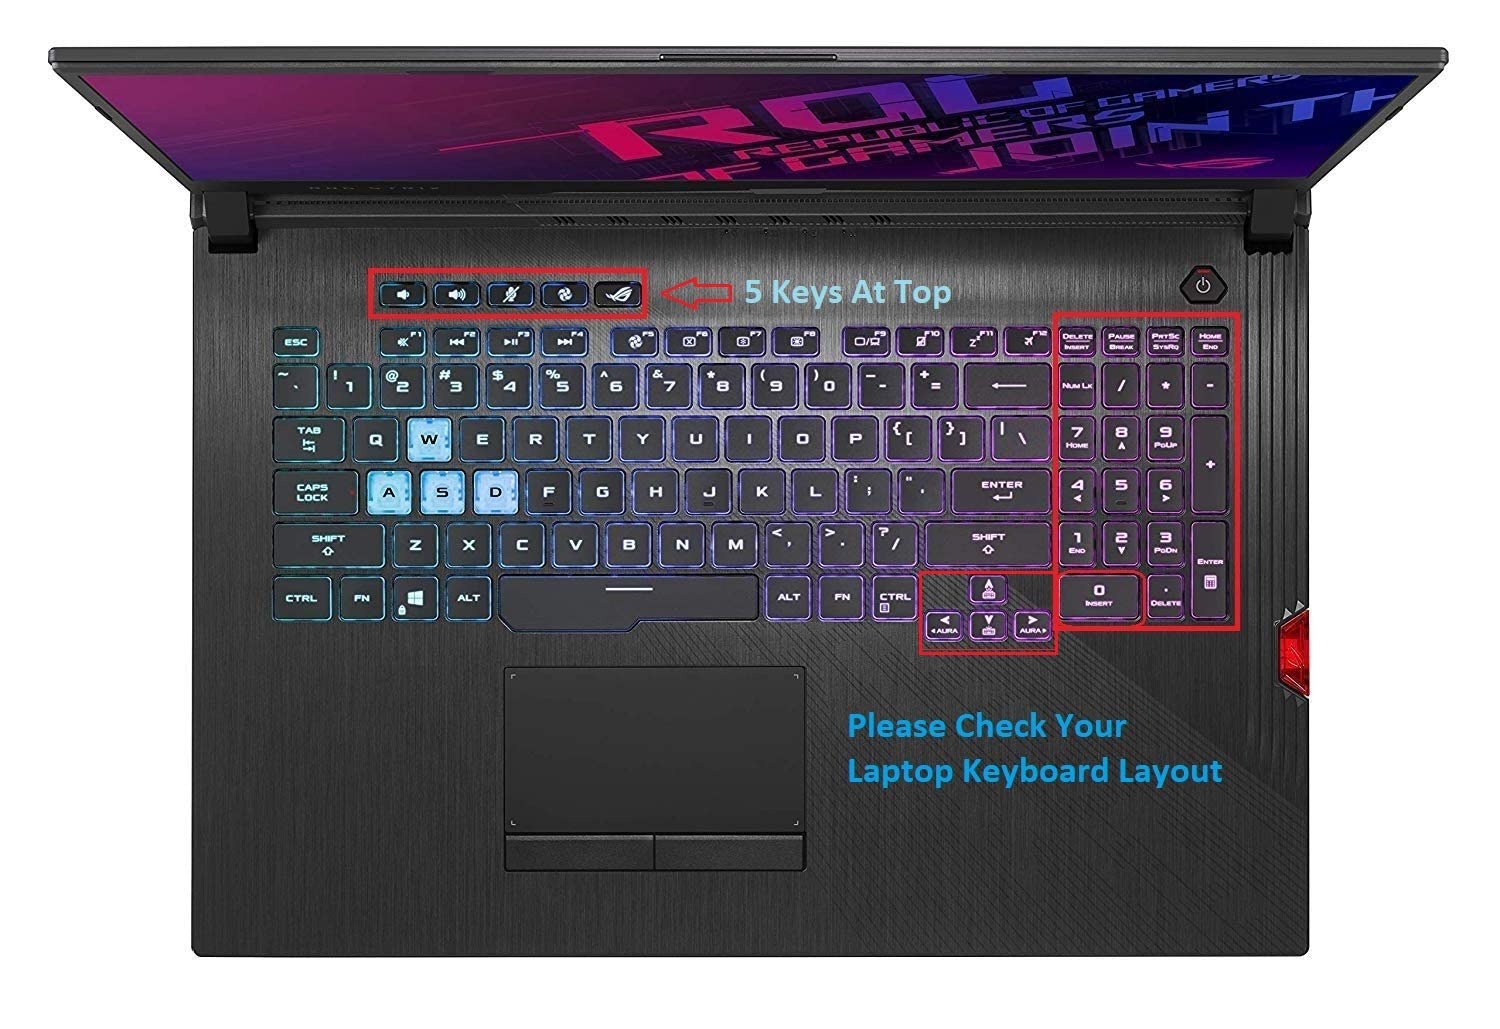 ROG
REPUBLIC OF GAMERS
OF GAMERS
JOIN TH
5 Keys At Top
ESC F1 F2 F3 F4 F5 F6 F7 F8 F9 F10 F11 F12 DELETE INSERT PAUSE BREAK PRTSC SYSRQ HOME END
~ ` ! 1 @ 2 # 3 $ 4 % 5 ^ 6 & 7 * 8 ( 9 ) 0 _ - + = NUM LK / * -
TAB Q W E R T Y U I O P { [ } ] | \ 7 HOME 8 9 PGUP +
CAPS LOCK A S D F G H J K L : ; " ' ENTER 4 5 6
SHIFT Z X C V B N M < , > . ? / SHIFT 1 END 2 3 PGDN ENTER
CTRL FN ALT ALT FN CTRL 0 INSERT . DELETE
AURA AURA
Please Check Your
Laptop Keyboard Layout